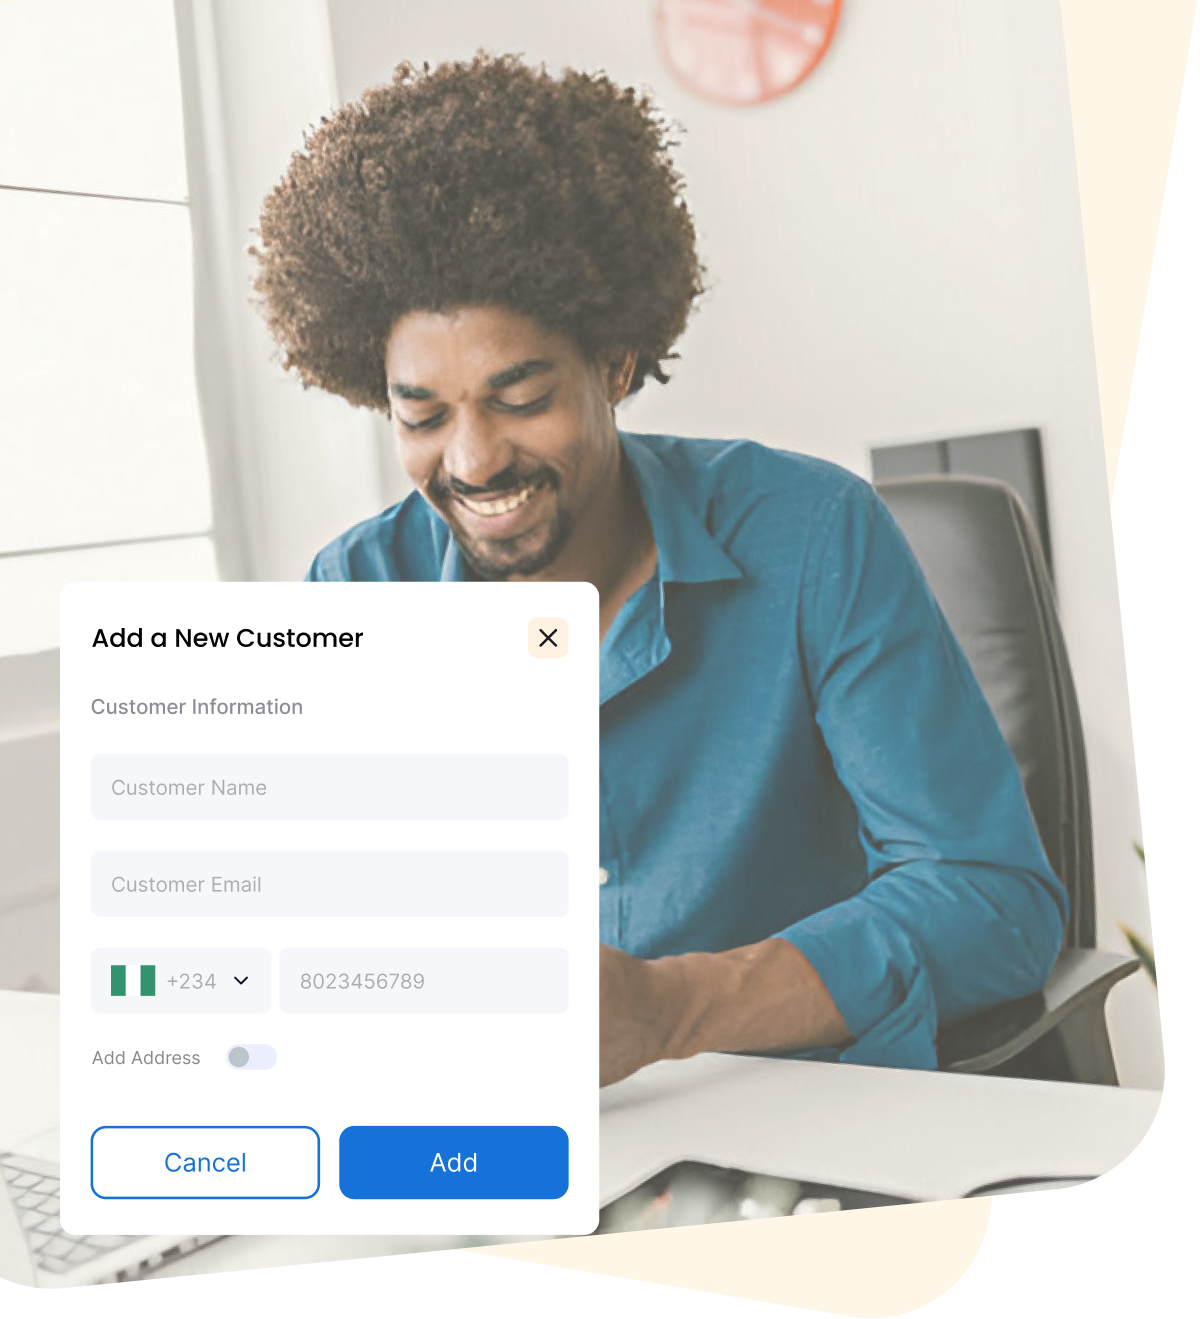 Add a New Customer
Customer Information
Customer Name
Customer Email
+234 8023456789
Add Address
Cancel Add